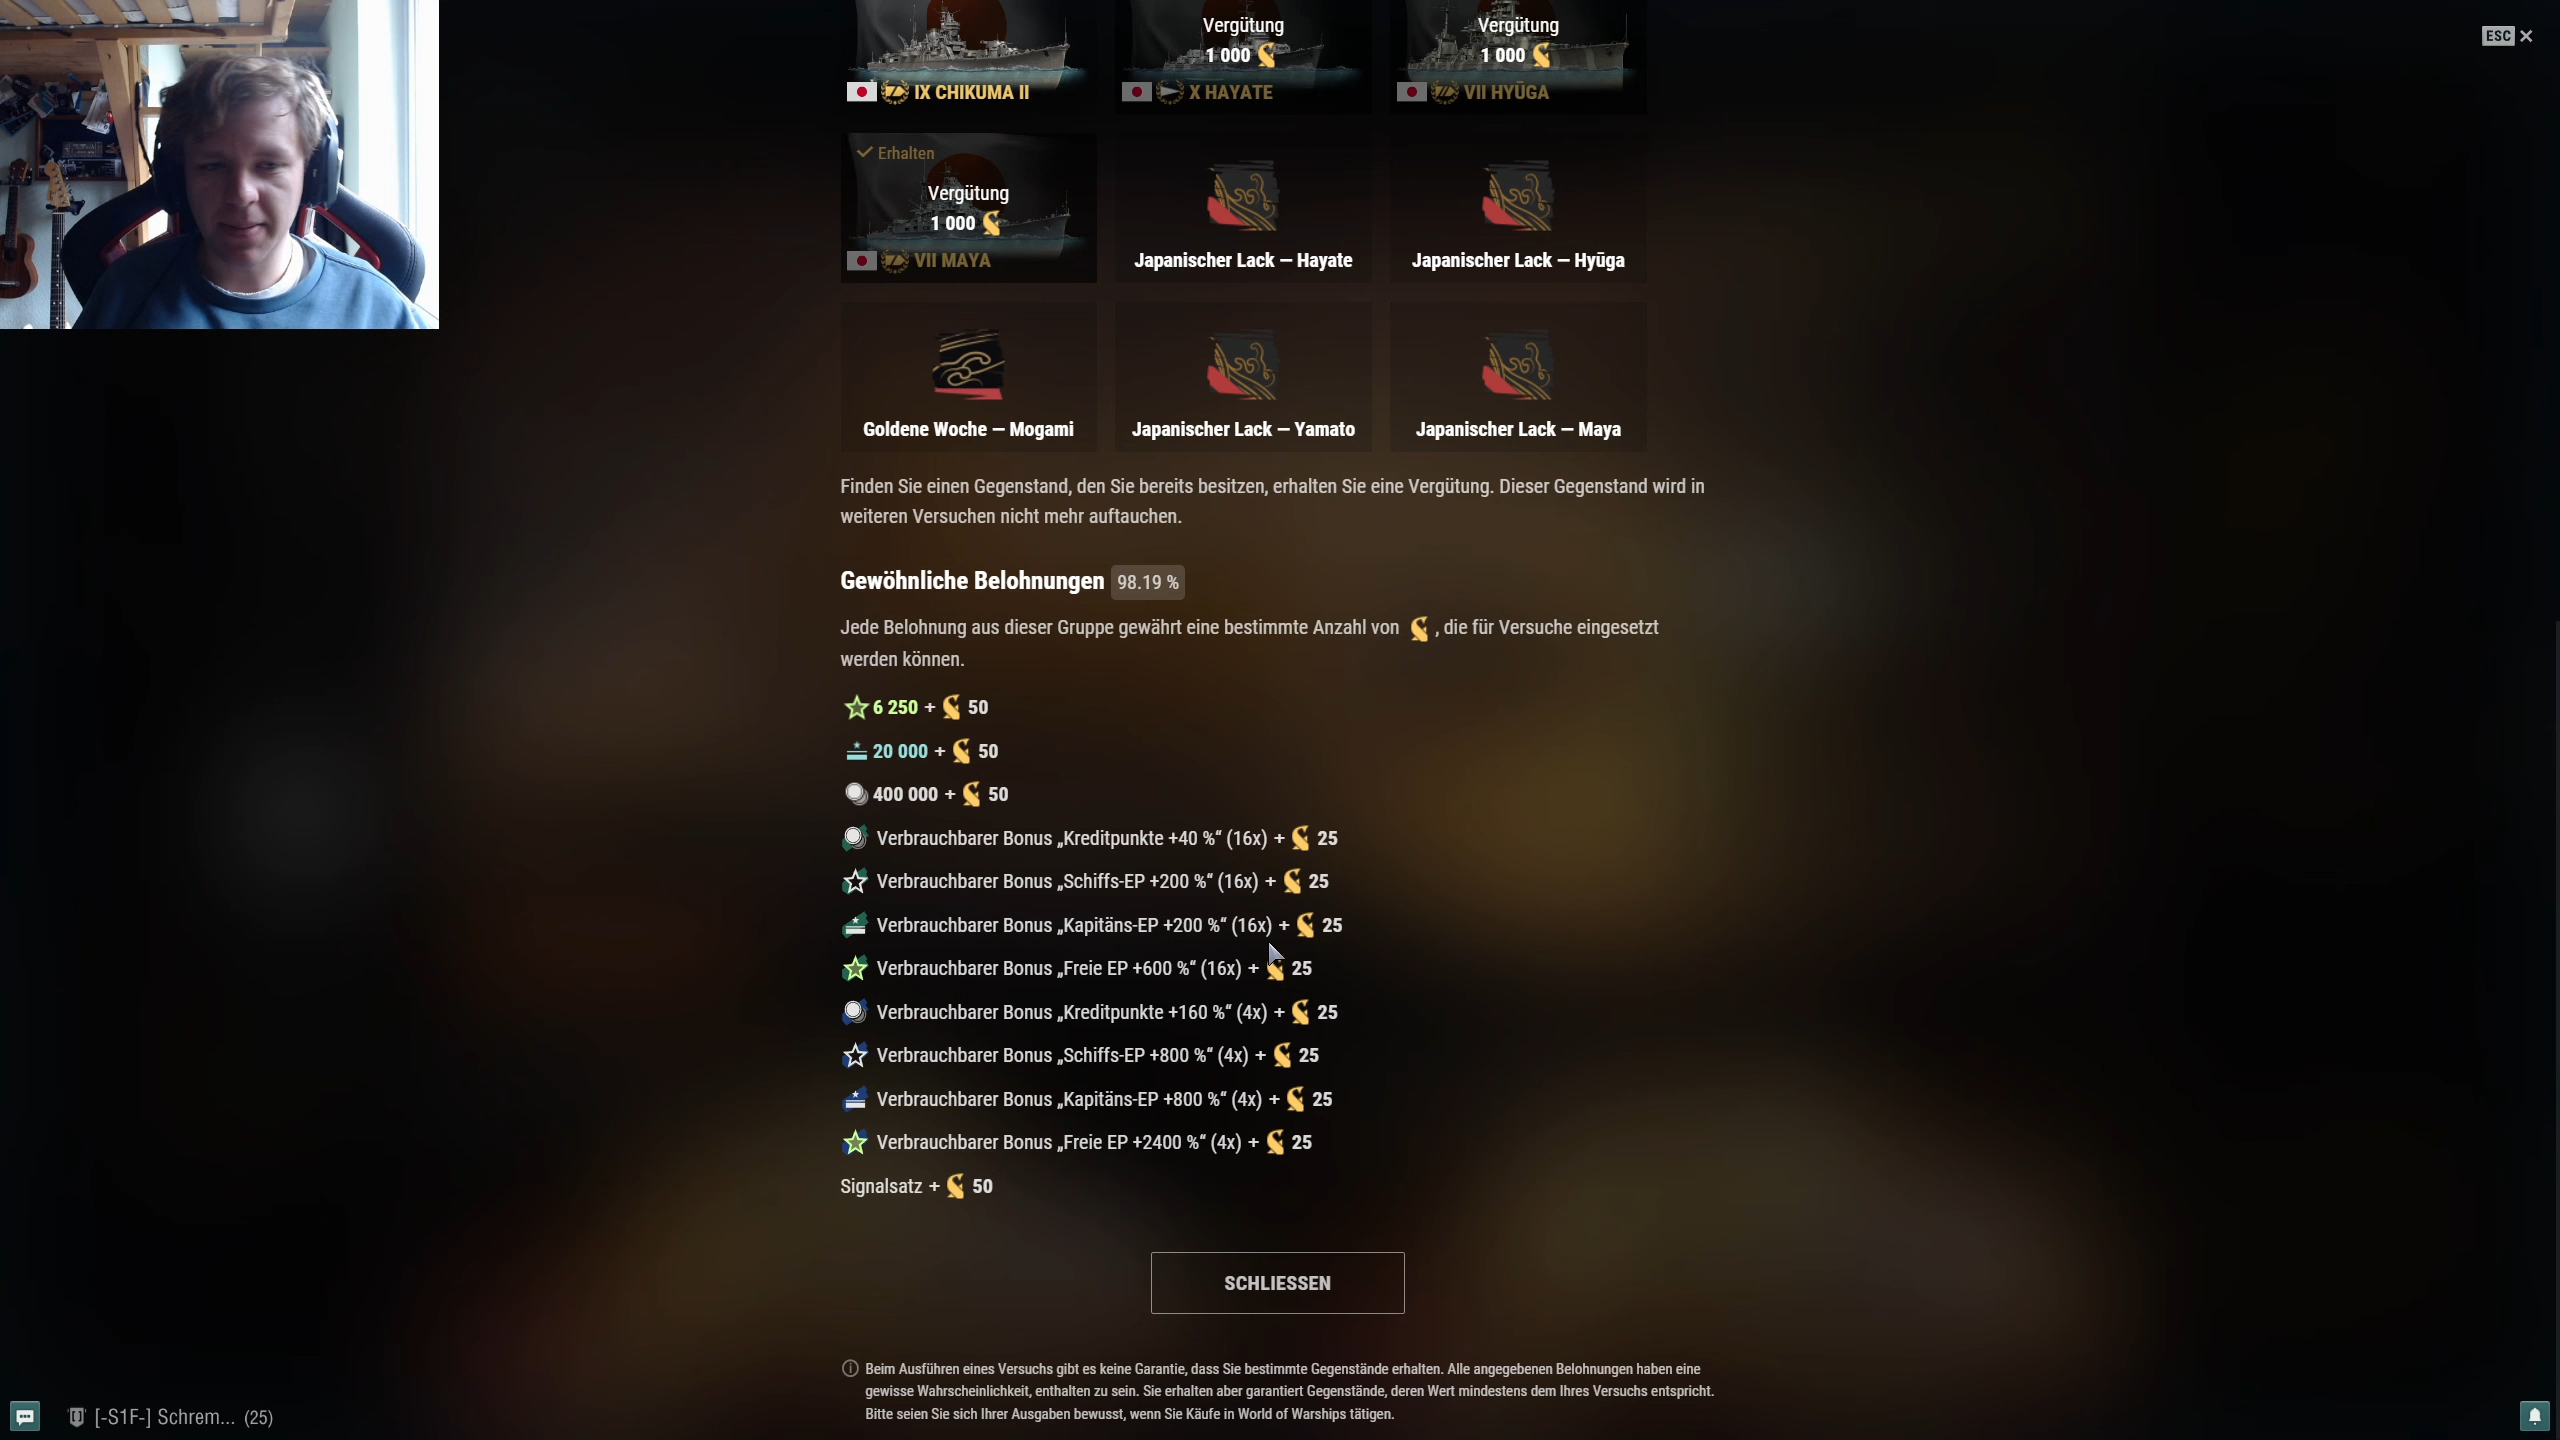 Vergütung
1 000
Vergütung
1 000
ESC ✕
IX CHIKUMA II
X HAYATE
VII HYŪGA
Erhalten
Vergütung
1 000
VII MAYA
Japanischer Lack – Hayate
Japanischer Lack – Hyūga
Goldene Woche – Mogami
Japanischer Lack – Yamato
Japanischer Lack – Maya
Finden Sie einen Gegenstand, den Sie bereits besitzen, erhalten Sie eine Vergütung. Dieser Gegenstand wird in
weiteren Versuchen nicht mehr auftauchen.
Gewöhnliche Belohnungen 98.19 %
Jede Belohnung aus dieser Gruppe gewährt eine bestimmte Anzahl von , die für Versuche eingesetzt
werden können.
6 250 + 50
20 000 + 50
400 000 + 50
Verbrauchbarer Bonus „Kreditpunkte +40 %“ (16x) + 25
Verbrauchbarer Bonus „Schiffs-EP +200 %“ (16x) + 25
Verbrauchbarer Bonus „Kapitäns-EP +200 %“ (16x) + 25
Verbrauchbarer Bonus „Freie EP +600 %“ (16x) + 25
Verbrauchbarer Bonus „Kreditpunkte +160 %“ (4x) + 25
Verbrauchbarer Bonus „Schiffs-EP +800 %“ (4x) + 25
Verbrauchbarer Bonus „Kapitäns-EP +800 %“ (4x) + 25
Verbrauchbarer Bonus „Freie EP +2400 %“ (4x) + 25
Signalsatz + 50
SCHLIESSEN
Beim Ausführen eines Versuchs gibt es keine Garantie, dass Sie bestimmte Gegenstände erhalten. Alle angegebenen Belohnungen haben eine
gewisse Wahrscheinlichkeit, enthalten zu sein. Sie erhalten aber garantiert Gegenstände, deren Wert mindestens dem Ihres Versuchs entspricht.
Bitte seien Sie sich Ihrer Ausgaben bewusst, wenn Sie Käufe in World of Warships tätigen.
[-S1F-] Schrem... (25)